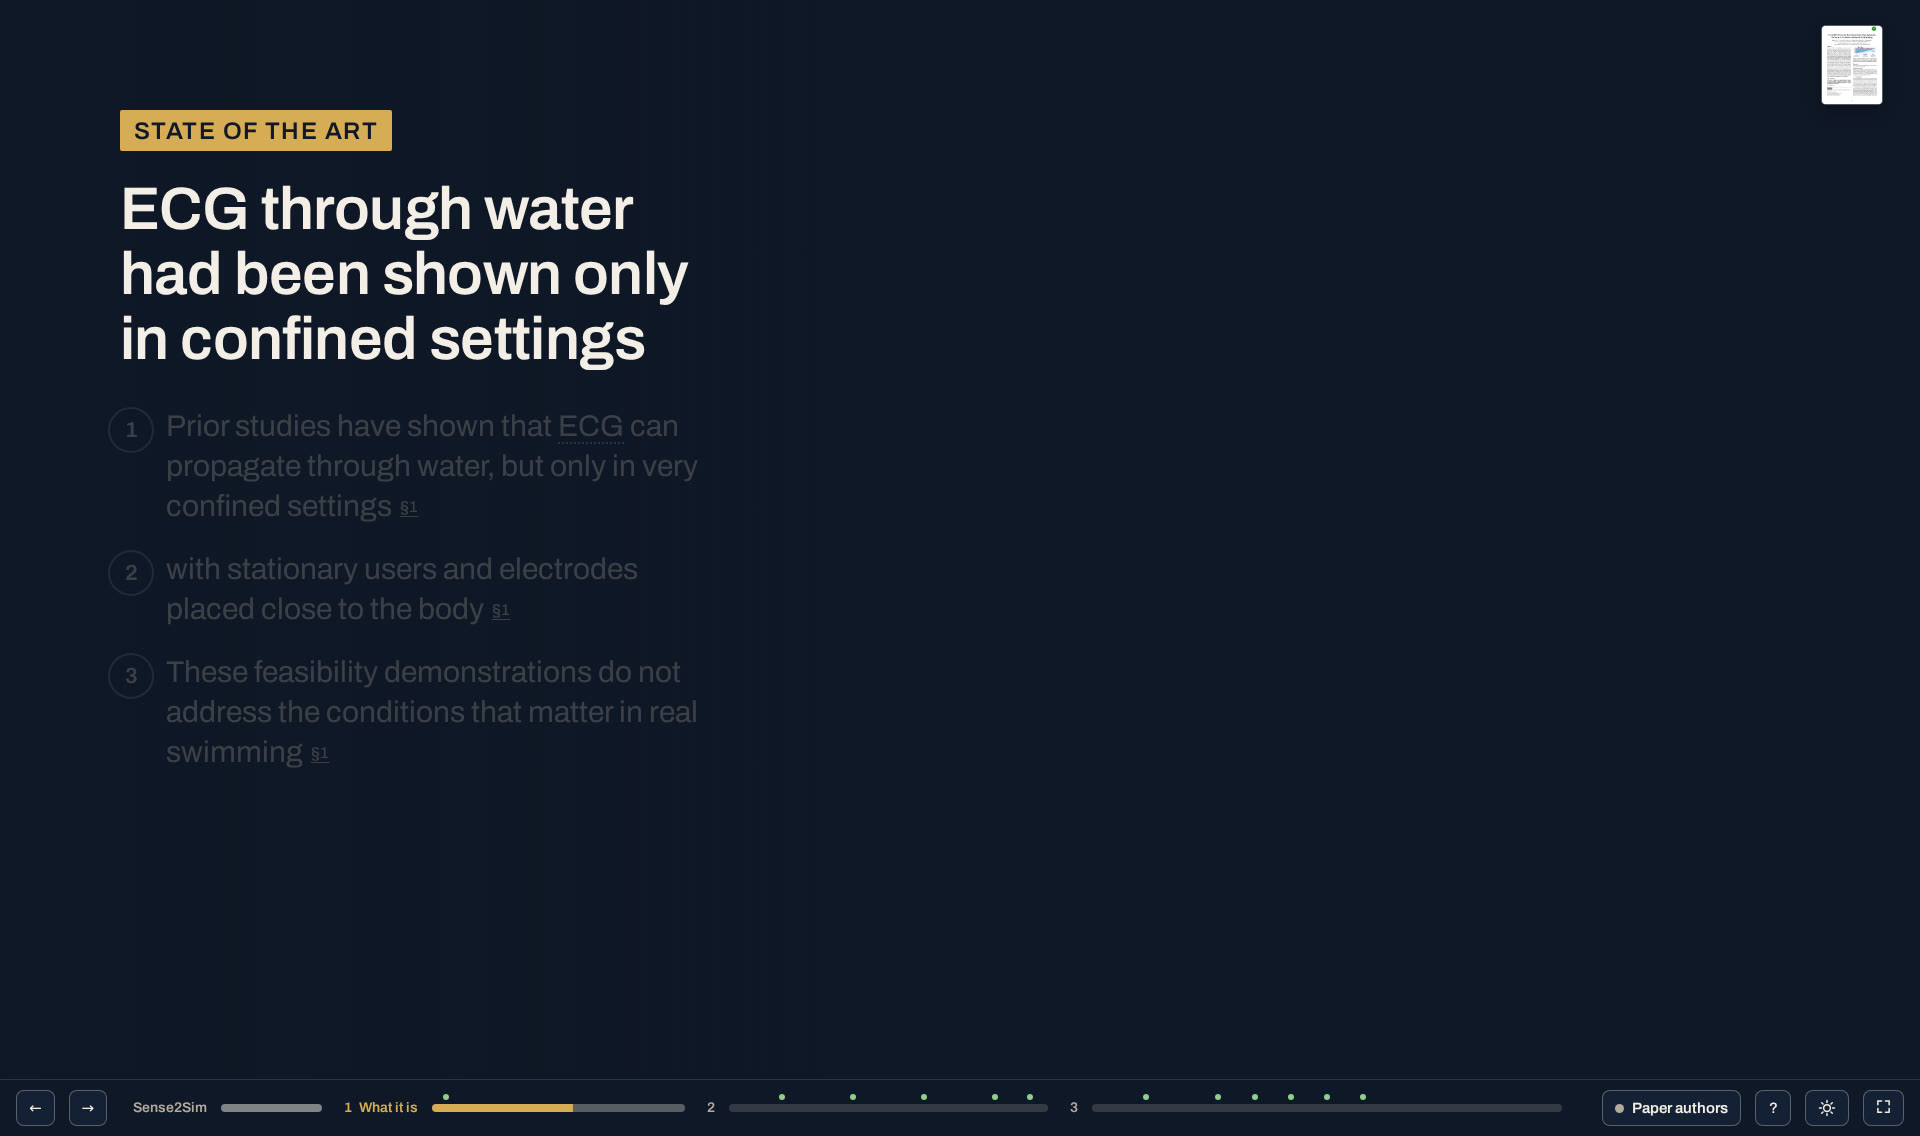 STATE OF THE ART
ECG through water
had been shown only
in confined settings
1 Prior studies have shown that ECG can
propagate through water, but only in very
confined settings §1
2 with stationary users and electrodes
placed close to the body §1
3 These feasibility demonstrations do not
address the conditions that matter in real
swimming §1
← → Sense2Sim 1 What it is 2 3 Paper authors ?